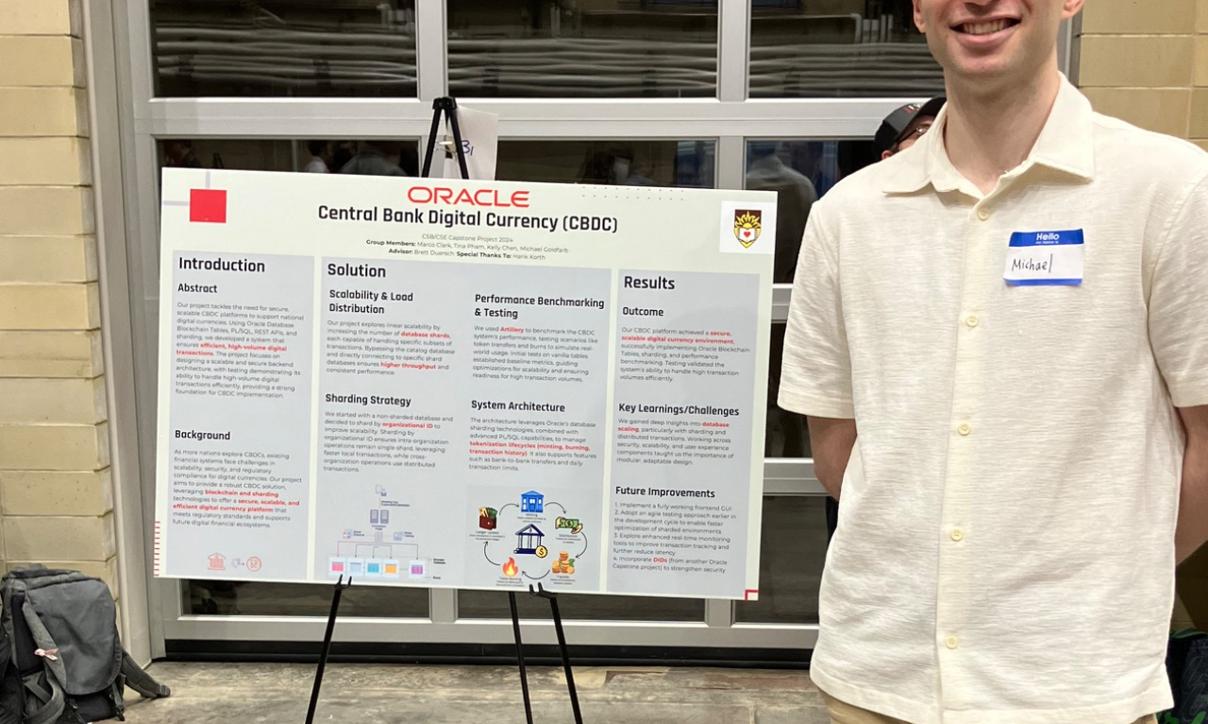 ORACLE
Central Bank Digital Currency (CBDC)
CSB/CSE Capstone Project 2024
Group Members: Marco Clark, Tina Pham, Kelly Chen, Michael Goldfarb
Advisor: Brett Duersch Special Thanks To: Hank Korth
Introduction
Abstract
Our project tackles the need for secure,
scalable CBDC platforms to support national
digital currencies. Using Oracle Database
Blockchain Tables, PL/SQL, REST APIs, and
sharding, we developed a system that
ensures efficient, high-volume digital
transactions. The project focuses on
designing a scalable and secure backend
architecture, with testing demonstrating its
ability to handle high-volume digital
transactions efficiently, providing a strong
foundation for CBDC implementation.
Background
As more nations explore CBDCs, existing
financial systems face challenges in
scalability, security, and regulatory
compliance for digital currencies. Our project
aims to provide a robust CBDC solution,
leveraging blockchain and sharding
technologies to offer a secure, scalable, and
efficient digital currency platform that
meets regulatory standards and supports
future digital financial ecosystems.
Solution
Scalability & Load
Distribution
Our project explores linear scalability by
increasing the number of database shards,
each capable of handling specific subsets of
transactions. Bypassing the catalog database
and directly connecting to specific shard
databases ensures higher throughput and
consistent performance.
Sharding Strategy
We started with a non-sharded database and
decided to shard by organizational ID to
improve scalability. Sharding by
organizational ID ensures intra-organization
operations remain single-shard, leveraging
faster local transactions, while cross-
organization operations use distributed
transactions.
Performance Benchmarking
& Testing
We used Artillery to benchmark the CBDC
system's performance, testing scenarios like
token transfers and burns to simulate real-
world usage. Initial tests on vanilla tables
established baseline metrics, guiding
optimizations for scalability and ensuring
readiness for high transaction volumes.
System Architecture
The architecture leverages Oracle's database
sharding technologies, combined with
advanced PL/SQL capabilities, to manage
tokenization lifecycles (minting, burning,
transaction history). It also supports features
such as bank-to-bank transfers and daily
transaction limits.
Results
Outcome
Our CBDC platform achieved a secure,
scalable digital currency environment,
successfully implementing Oracle Blockchain
Tables, sharding, and performance
benchmarking. Testing validated the
system's ability to handle high transaction
volumes efficiently.
Key Learnings/Challenges
We gained deep insights into database
scaling, particularly with sharding and
distributed transactions. Working across
security, scalability, and user experience
components taught us the importance of
modular, adaptable design.
Future Improvements
1. Implement a fully working frontend GUI
2. Adopt an agile testing approach earlier in
the development cycle to enable faster
optimization of sharded environments
3. Explore enhanced real-time monitoring
tools to improve transaction tracking and
further reduce latency
4. Incorporate DIDs (from another Oracle
Capstone project) to strengthen security
Hello
Michael